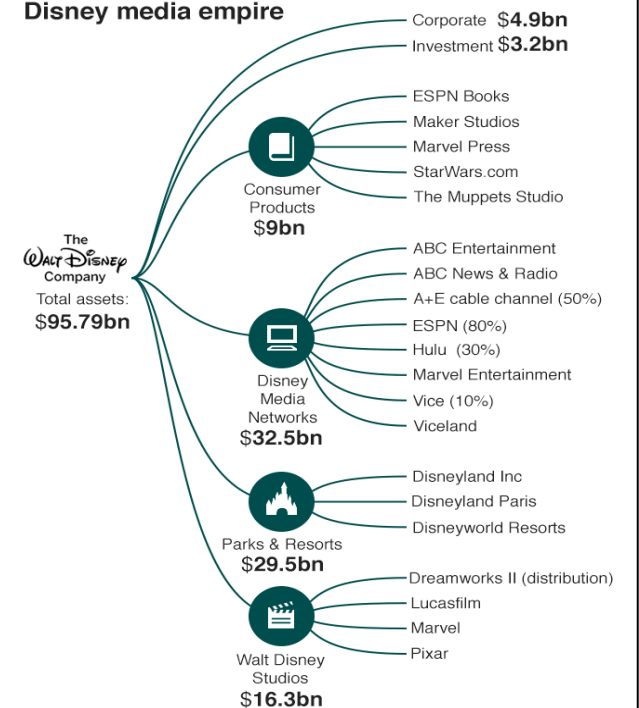 Disney media empire
Corporate $4.9bn
Investment $3.2bn
ESPN Books
Maker Studios
Marvel Press
StarWars.com
The Muppets Studio
Consumer
Products
$9bn
The
WALT DISNEY
Company
Total assets:
$95.79bn
ABC Entertainment
ABC News & Radio
A+E cable channel (50%)
ESPN (80%)
Hulu (30%)
Marvel Entertainment
Vice (10%)
Viceland
Disney
Media
Networks
$32.5bn
Disneyland Inc
Disneyland Paris
Disneyworld Resorts
Parks & Resorts
$29.5bn
Dreamworks II (distribution)
Lucasfilm
Marvel
Pixar
Walt Disney
Studios
$16.3bn